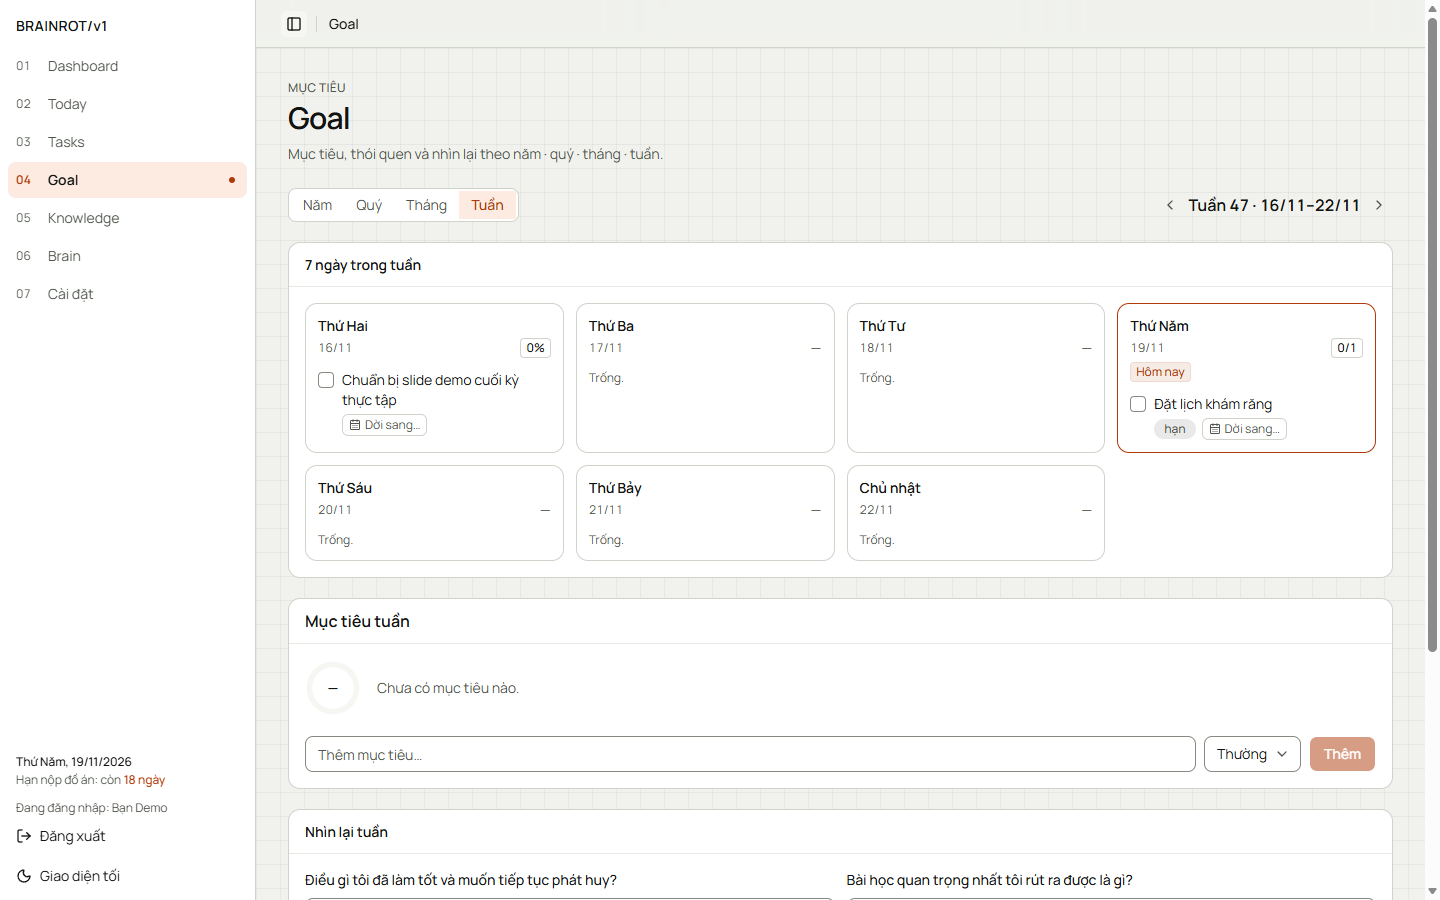 BRAINROT/v1
01 Dashboard
02 Today
03 Tasks
04 Goal
05 Knowledge
06 Brain
07 Cài đặt
Thứ Năm, 19/11/2026
Hạn nộp đồ án: còn 18 ngày
Đang đăng nhập: Bạn Demo
Đăng xuất
Giao diện tối
Goal
MỤC TIÊU
Goal
Mục tiêu, thói quen và nhìn lại theo năm · quý · tháng · tuần.
Năm Quý Tháng Tuần
Tuần 47 · 16/11–22/11
7 ngày trong tuần
Thứ Hai
16/11 0%
Chuẩn bị slide demo cuối kỳ
thực tập
Dời sang...
Thứ Ba
17/11 —
Trống.
Thứ Tư
18/11 —
Trống.
Thứ Năm
19/11 0/1
Hôm nay
Đặt lịch khám răng
hạn Dời sang...
Thứ Sáu
20/11 —
Trống.
Thứ Bảy
21/11 —
Trống.
Chủ nhật
22/11 —
Trống.
Mục tiêu tuần
—
Chưa có mục tiêu nào.
Thêm mục tiêu... Thường Thêm
Nhìn lại tuần
Điều gì tôi đã làm tốt và muốn tiếp tục phát huy?
Bài học quan trọng nhất tôi rút ra được là gì?